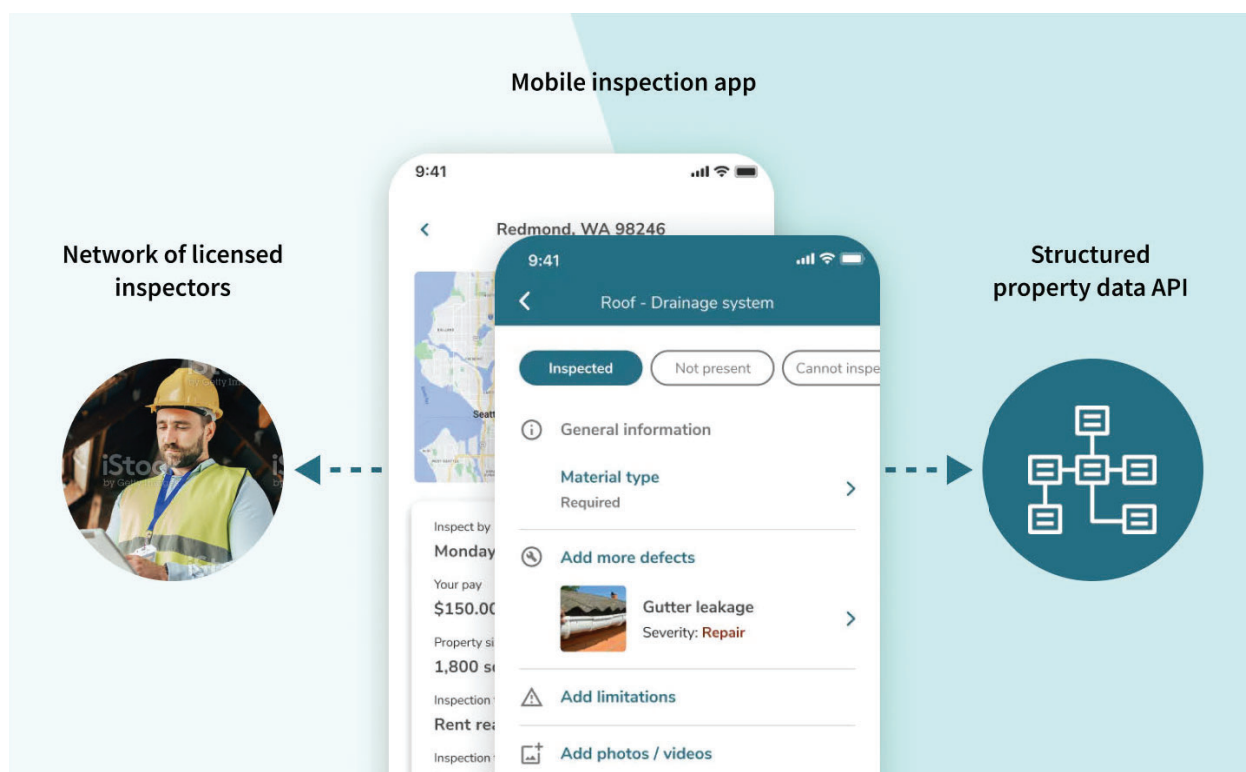 Mobile inspection app
Network of licensed
inspectors
iStock
by Getty Im
9:41
Redmond, WA 98246
Inspect by
Monday
Your pay
$150.00
Property si
1,800 s
Inspection
Rent rea
Inspection
9:41
Roof - Drainage system
Inspected
Not present
Cannot inspe
General information
Material type
Required
Add more defects
Gutter leakage
Severity: Repair
Add limitations
Add photos / videos
Structured
property data API